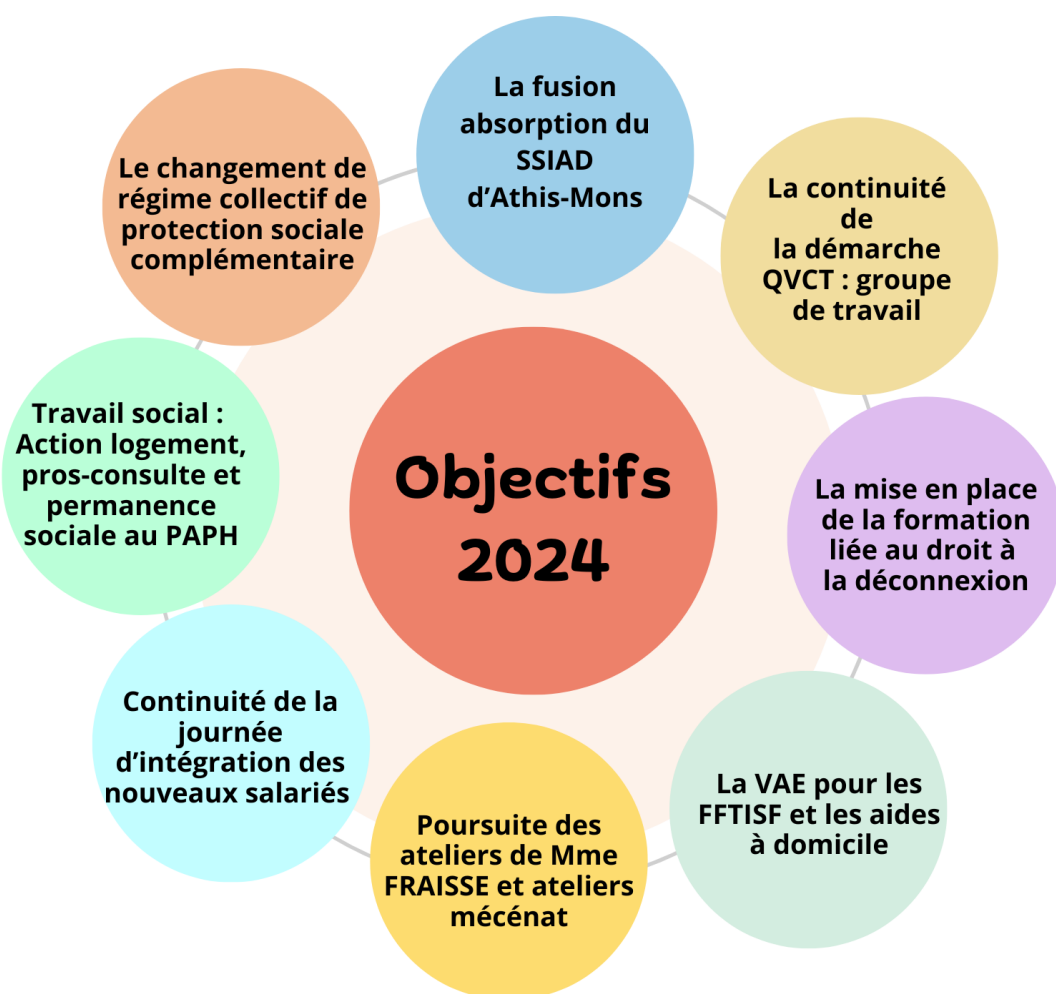 Objectifs
2024
La fusion
absorption du
SSIAD
d’Athis-Mons
La continuité
de
la démarche
QVCT : groupe
de travail
La mise en place
de la formation
liée au droit à
la déconnexion
La VAE pour les
FFTISF et les aides
à domicile
Poursuite des
ateliers de Mme
FRAISSE et ateliers
mécénat
Continuité de la
journée
d’intégration des
nouveaux salariés
Travail social :
Action logement,
pros-consulte et
permanence
sociale au PAPH
Le changement de
régime collectif de
protection sociale
complémentaire